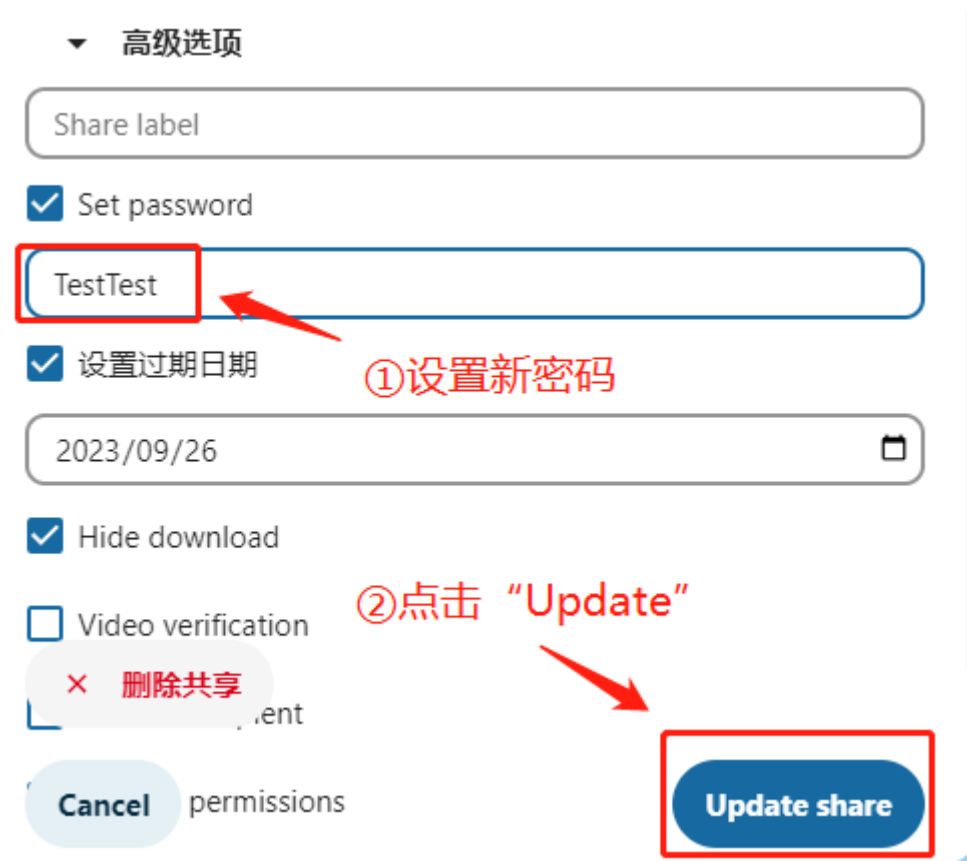 高级选项
Share label
Set password
TestTest
设置过期日期
①设置新密码
2023/09/26
Hide download
②点击“Update”
Video verification
× 删除共享
Cancel
permissions
Update share